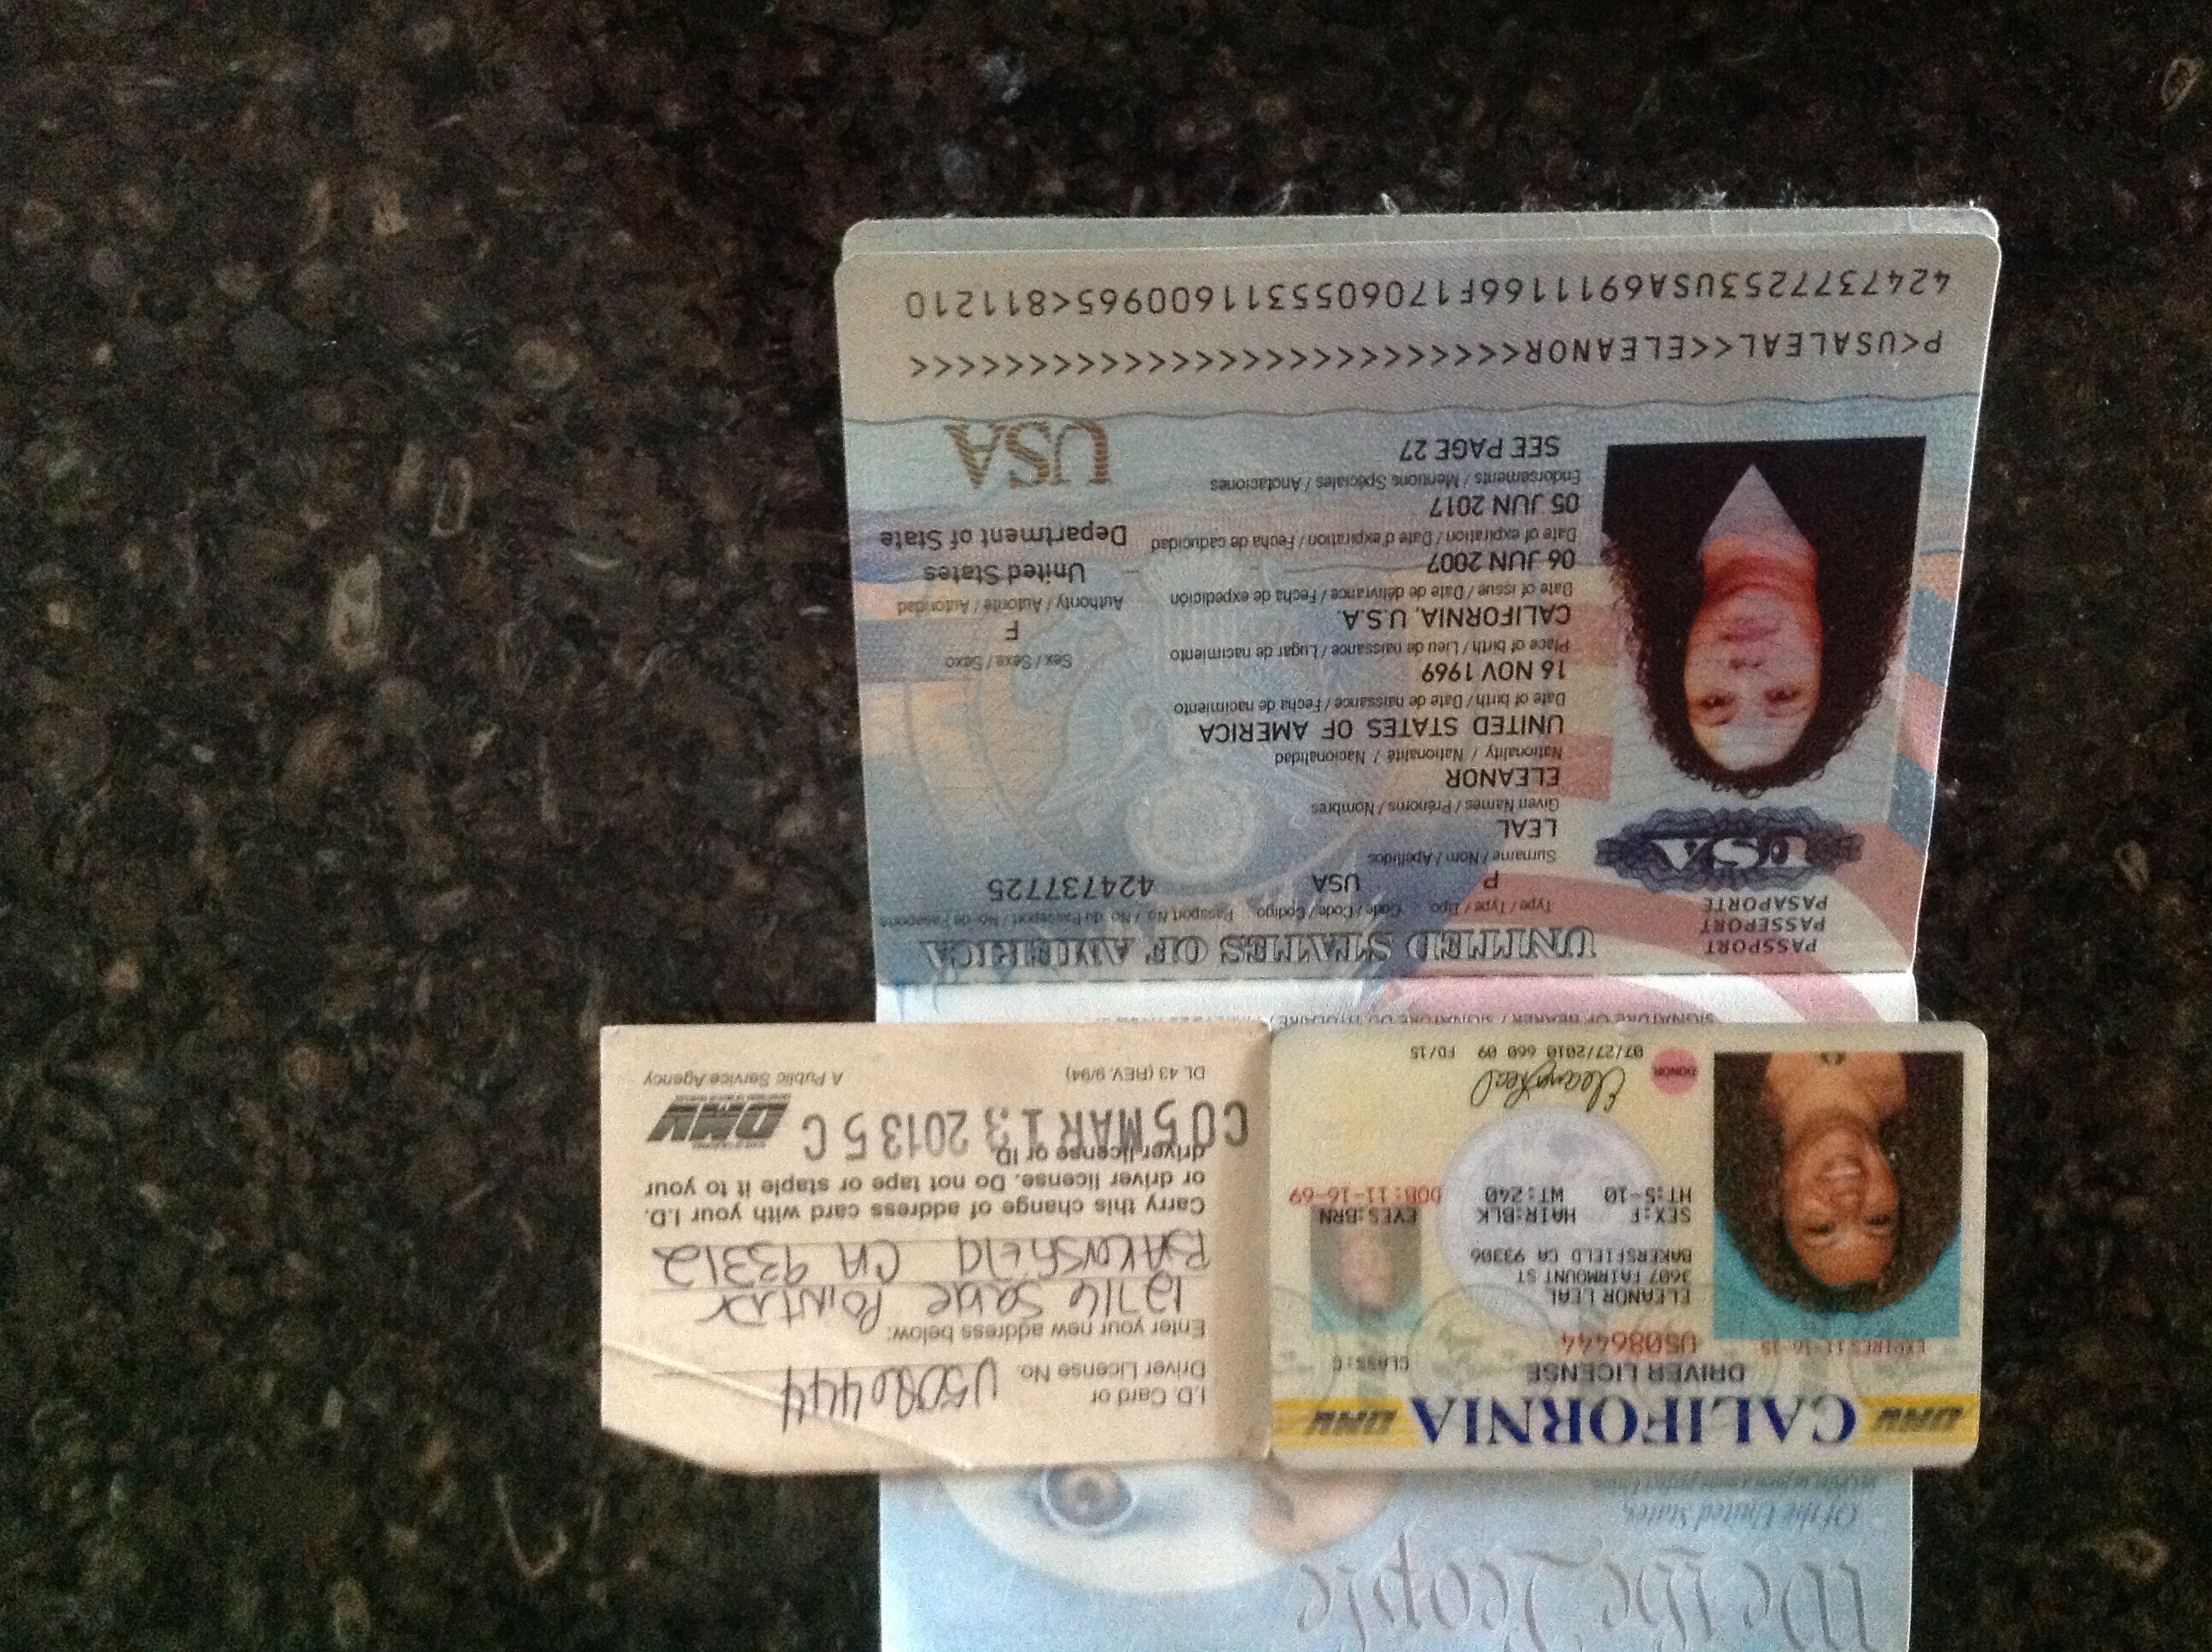 We the People
Of the United States,
DMV CALIFORNIA DMV
DRIVER LICENSE
EXPIRES 11-16-15 U5086444 CLASS:C
ELEANOR LEAL
3607 FAIRMOUNT ST
BAKERSFIELD CA 93306
SEX:F HAIR:BLK EYES:BRN
HT:5-10 WT:240 DOB:11-16-69
DONOR
Eleanor Leal
07/27/2010 660 09 FD/15
I.D. Card or
Driver License No. U5086444
Enter your new address below:
12716 Sable Point Dr
Bakersfield CA 93312
Carry this change of address card with your I.D.
or driver license. Do not tape or staple it to your
driver license or ID.
C05 MAR 13 2013 5 C DMV
DL 43 (REV. 9/94) A Public Service Agency
SIGNATURE OF BEARER / SIGNATURE DU TITULAIRE /
PASSPORT
PASSEPORT
PASAPORTE
USA
UNITED STATES OF AMERICA
Type / Type / Tipo Code / Code / Codigo Passport No. / No. du Passeport / No. de Pasaporte
P USA 424737725
Surname / Nom / Apellidos
LEAL
Given Names / Prénoms / Nombres
ELEANOR
Nationality / Nationalité / Nacionalidad
UNITED STATES OF AMERICA
Date of birth / Date de naissance / Fecha de nacimiento
16 NOV 1969
Place of birth / Lieu de naissance / Lugar de nacimiento Sex / Sexe / Sexo
CALIFORNIA, U.S.A. F
Date of issue / Date de délivrance / Fecha de expedición Authority / Autorité / Autoridad
06 JUN 2007 United States
Date of expiration / Date d'expiration / Fecha de caducidad Department of State
05 JUN 2017
Endorsements / Mentions Spéciales / Anotaciones
SEE PAGE 27 USA
P<USALEAL<<ELEANOR<<<<<<<<<<<<<<<<<<<<<<<<<<
4247377253USA6911166F1706055311600965<811210